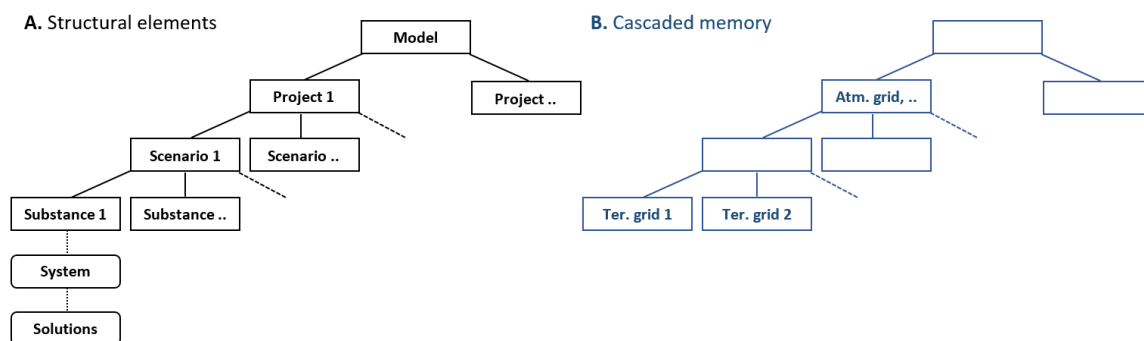 A. Structural elements
Model
Project 1
Project ..
Scenario 1
Scenario ..
Substance 1
Substance ..
System
Solutions
B. Cascaded memory
Atm. grid, ..
Ter. grid 1
Ter. grid 2